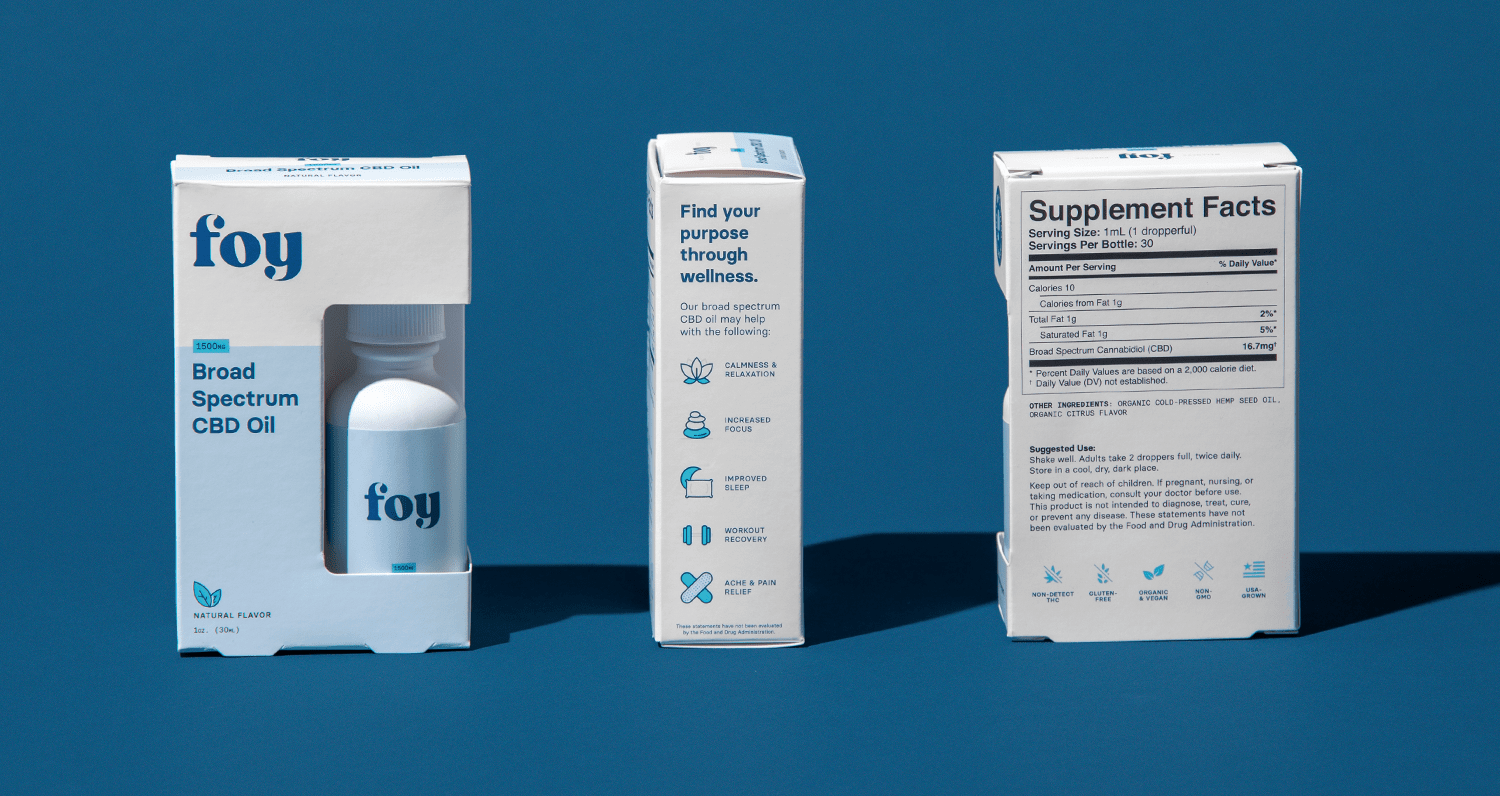 foy
Broad Spectrum CBD Oil
NATURAL FLAVOR
foy
1500MG
Broad
Spectrum
CBD Oil
foy
1500MG
NATURAL FLAVOR
1oz. (30ML)
foy
Find your
purpose
through
wellness.
Our broad spectrum
CBD oil may help
with the following:
CALMNESS &
RELAXATION
INCREASED
FOCUS
IMPROVED
SLEEP
WORKOUT
RECOVERY
ACHE & PAIN
RELIEF
These statements have not been evaluated
by the Food and Drug Administration.
foy
Supplement Facts
Serving Size: 1mL (1 dropperful)
Servings Per Bottle: 30
Amount Per Serving % Daily Value*
Calories 10
Calories from Fat 1g
Total Fat 1g 2%*
Saturated Fat 1g 5%*
Broad Spectrum Cannabidiol (CBD) 16.7mg†
* Percent Daily Values are based on a 2,000 calorie diet.
† Daily Value (DV) not established.
OTHER INGREDIENTS: ORGANIC COLD-PRESSED HEMP SEED OIL,
ORGANIC CITRUS FLAVOR
Suggested Use:
Shake well. Adults take 2 droppers full, twice daily.
Store in a cool, dry, dark place.
Keep out of reach of children. If pregnant, nursing, or
taking medication, consult your doctor before use.
This product is not intended to diagnose, treat, cure,
or prevent any disease. These statements have not
been evaluated by the Food and Drug Administration.
NON-DETECT
THC
GLUTEN-
FREE
ORGANIC
& VEGAN
NON-
GMO
USA-
GROWN